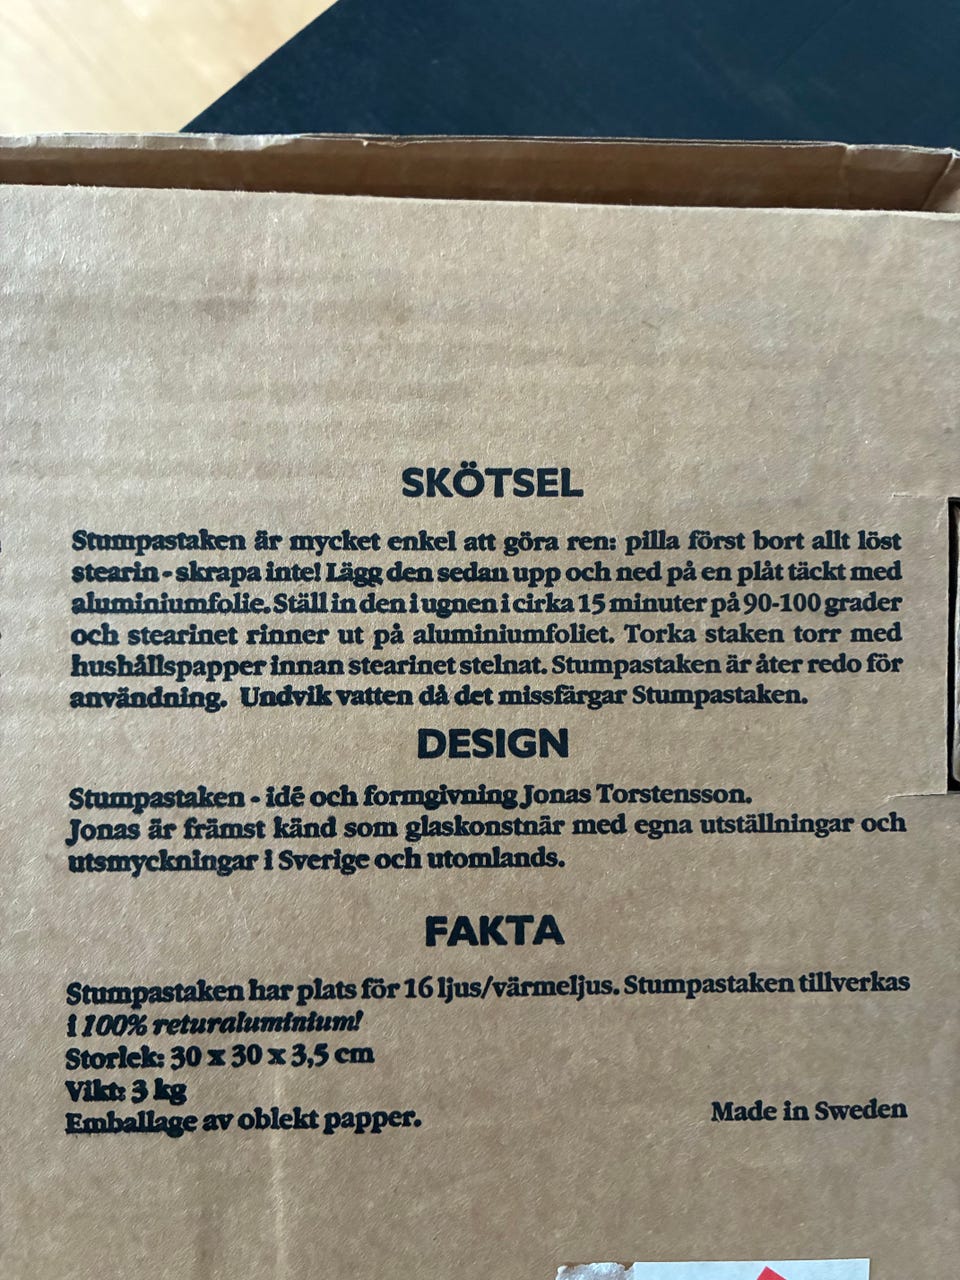 SKÖTSEL
Stumpastaken är mycket enkel att göra ren: pilla först bort allt löst
stearin - skrapa inte! Lägg den sedan upp och ned på en plåt täckt med
aluminiumfolie. Ställ in den i ugnen i cirka 15 minuter på 90-100 grader
och stearinet rinner ut på aluminiumfoliet. Torka staken torr med
hushållspapper innan stearinet stelnat. Stumpastaken är åter redo för
användning. Undvik vatten då det missfärgar Stumpastaken.
DESIGN
Stumpastaken - idé och formgivning Jonas Torstensson.
Jonas är främst känd som glaskonstnär med egna utställningar och
utsmyckningar i Sverige och utomlands.
FAKTA
Stumpastaken har plats för 16 ljus/värmeljus. Stumpastaken tillverkas
i 100% returaluminium!
Storlek: 30 x 30 x 3,5 cm
Vikt: 3 kg
Emballage av oblekt papper.
Made in Sweden